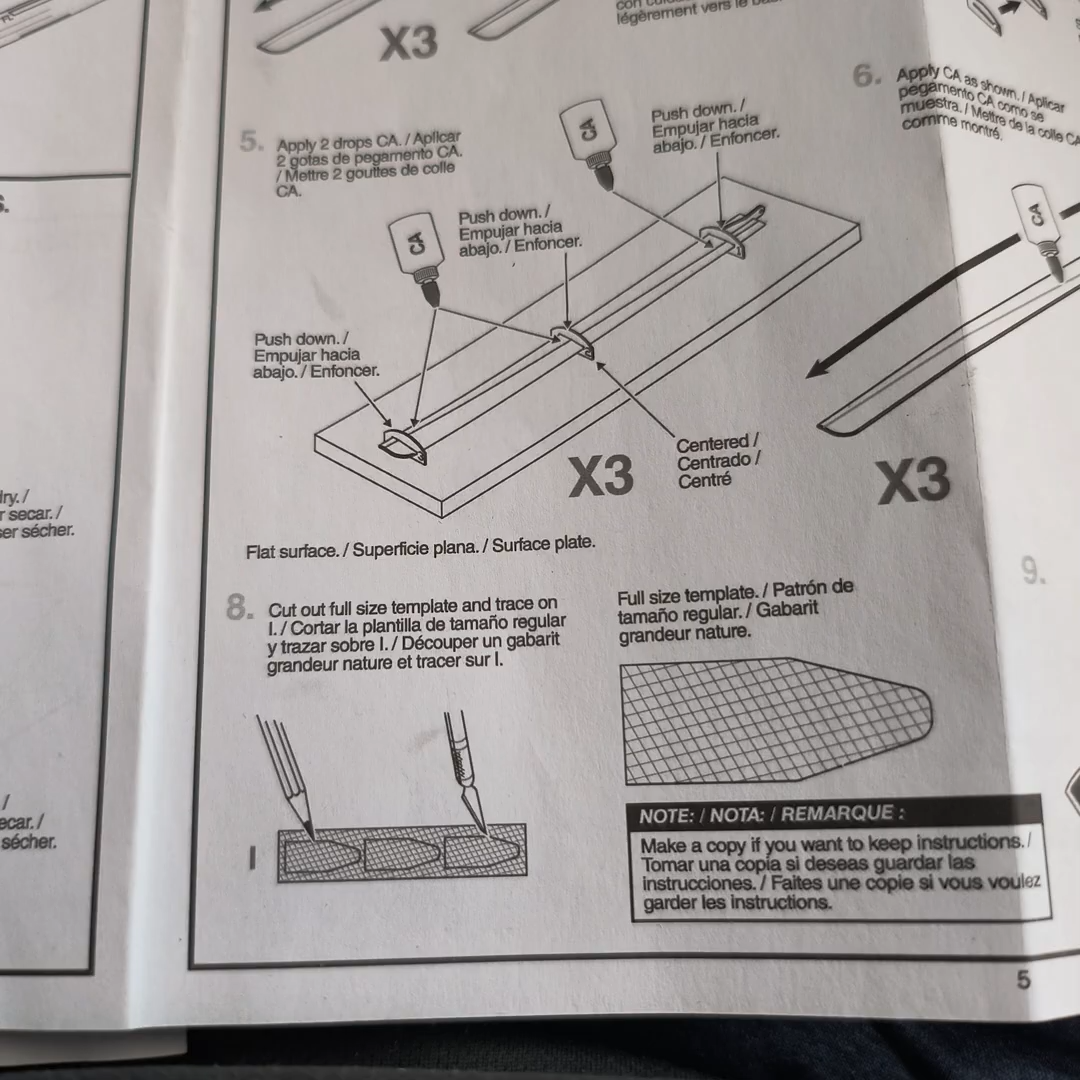 X3
légèrement vers le
5. Apply 2 drops CA. / Aplicar
2 gotas de pegamento CA.
/ Mettre 2 gouttes de colle
CA.
CA
Push down. /
Empujar hacia
abajo. / Enfoncer.
CA
Push down. /
Empujar hacia
abajo. / Enfoncer.
Push down. /
Empujar hacia
abajo. / Enfoncer.
Centered /
Centrado /
Centré
X3
Flat surface. / Superficie plana. / Surface plate.
6. Apply CA as shown. / Aplicar
pegamento CA como se
muestra. / Mettre de la colle CA
comme montré.
CA
X3
dry. /
secar. /
sécher.
/
secar. /
sécher.
8. Cut out full size template and trace on
I. / Cortar la plantilla de tamaño regular
y trazar sobre I. / Découper un gabarit
grandeur nature et tracer sur I.
I
Full size template. / Patrón de
tamaño regular. / Gabarit
grandeur nature.
NOTE: / NOTA: / REMARQUE :
Make a copy if you want to keep instructions. /
Tomar una copia si deseas guardar las
instrucciones. / Faites une copie si vous voulez
garder les instructions.
9.
5